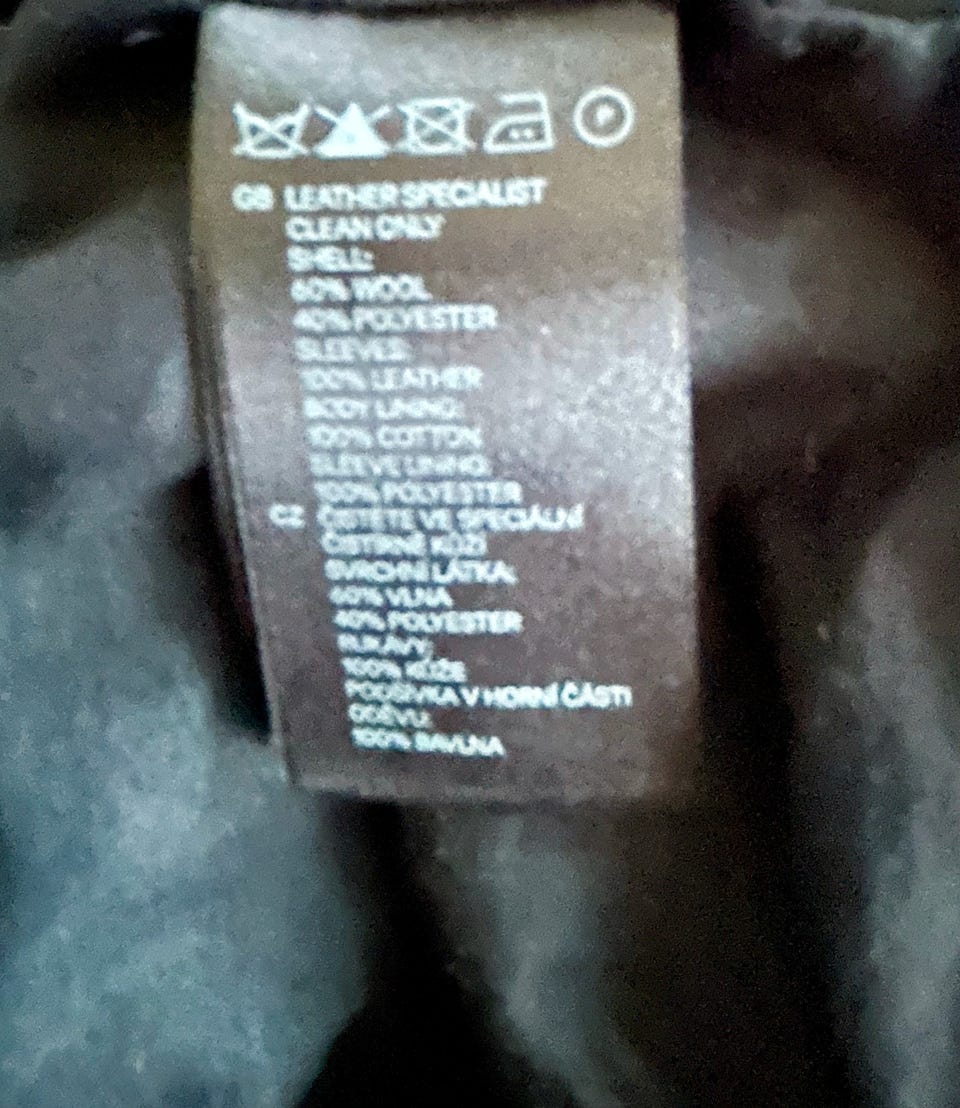 P
GB LEATHER SPECIALIST
CLEAN ONLY
SHELL:
60% WOOL
40% POLYESTER
SLEEVES:
100% LEATHER
BODY LINING:
100% COTTON
SLEEVE LINING:
100% POLYESTER
CZ ČISTĚTE VE SPECIÁLNÍ
ČISTÍRNĚ KŮŽÍ
SVRCHNÍ LÁTKA:
60% VLNA
40% POLYESTER
RUKÁVY:
100% KŮŽE
PODŠÍVKA V HORNÍ ČÁSTI
ODĚVU:
100% BAVLNA